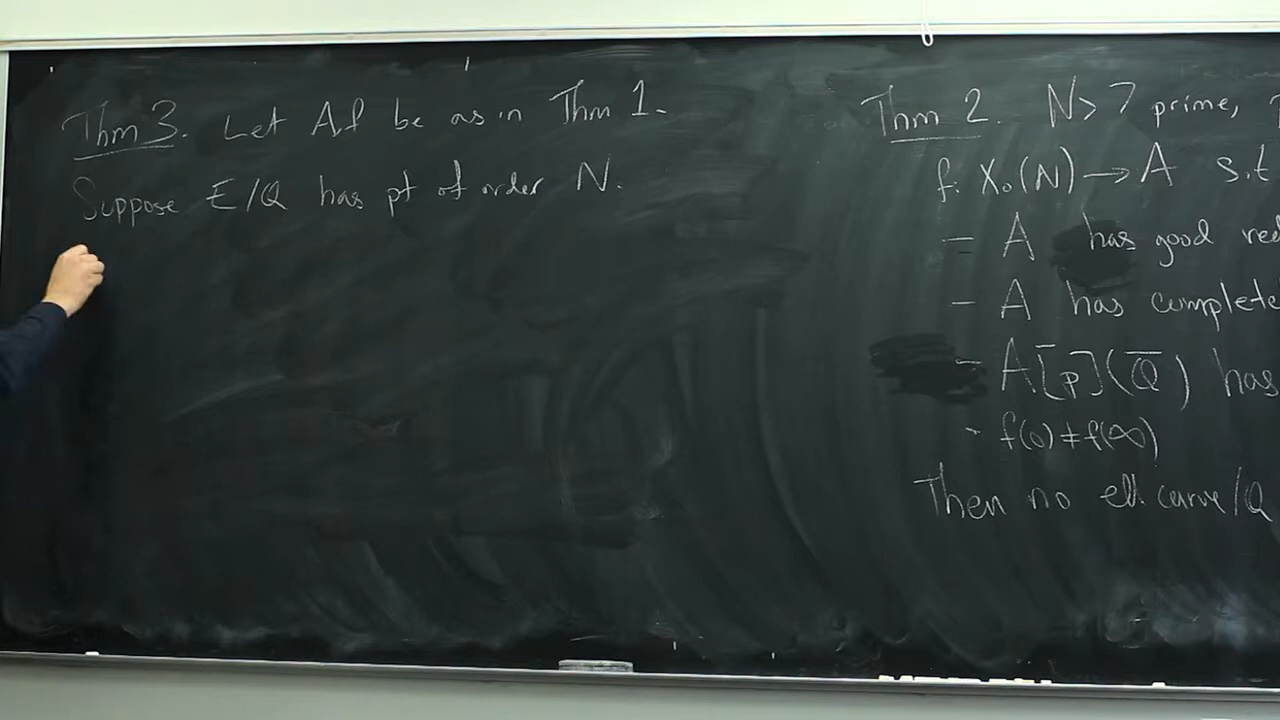 Thm 3. Let A, f be as in Thm 1.
Suppose E/Q has pt of order N.
Thm 2. N > 7 prime,
f: X₀(N) → A s.t
– A has good red
– A has complete
– A[p](Q̄) has
- f(0) ≠ f(∞)
Then no ell curve/Q